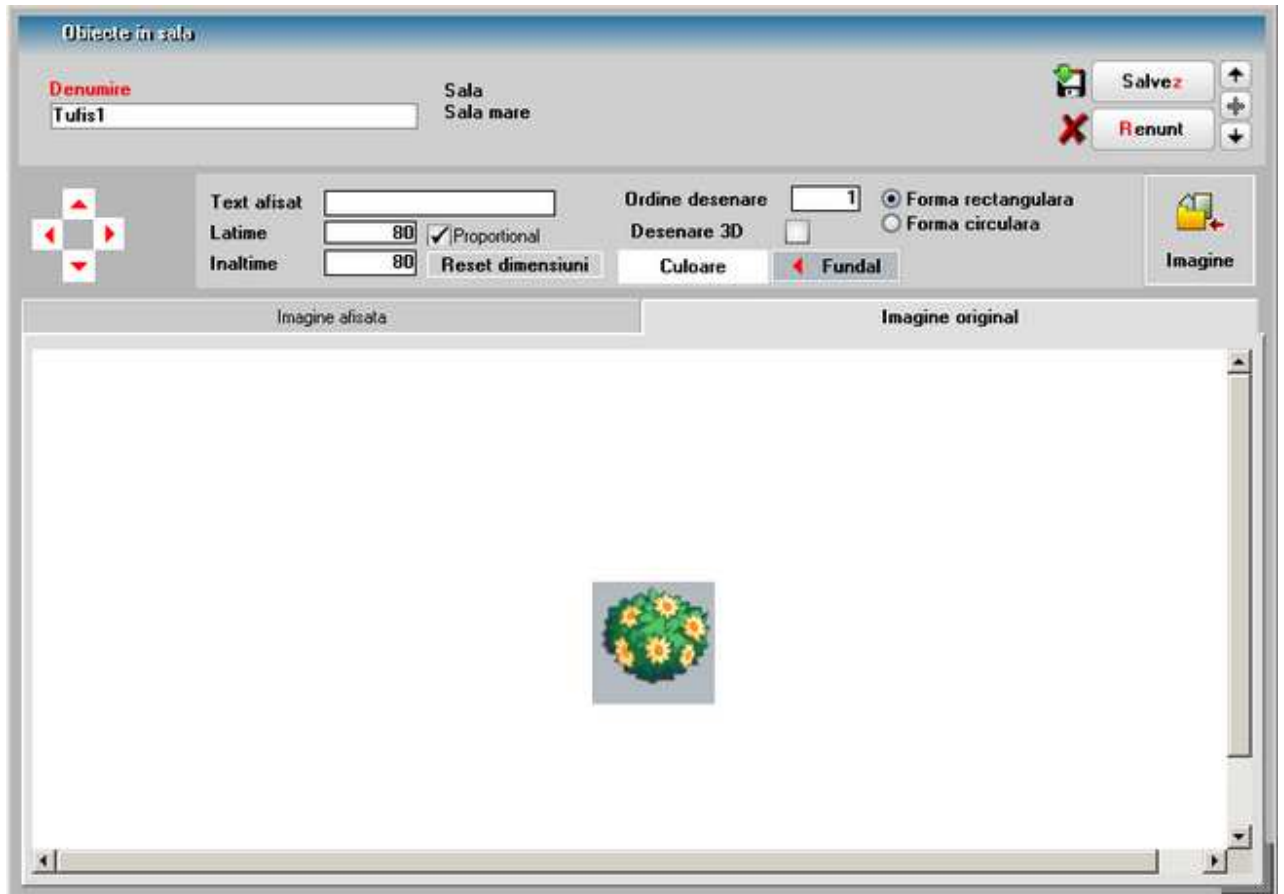 Obiecte in sala
Denumire
Tufis1
Sala
Sala mare
Salvez
Renunt
Text afisat
Latime 80 Proportional
Inaltime 80 Reset dimensiuni
Ordine desenare 1
Desenare 3D
Culoare Fundal
Forma rectangulara
Forma circulara
Imagine
Imagine afisata Imagine original